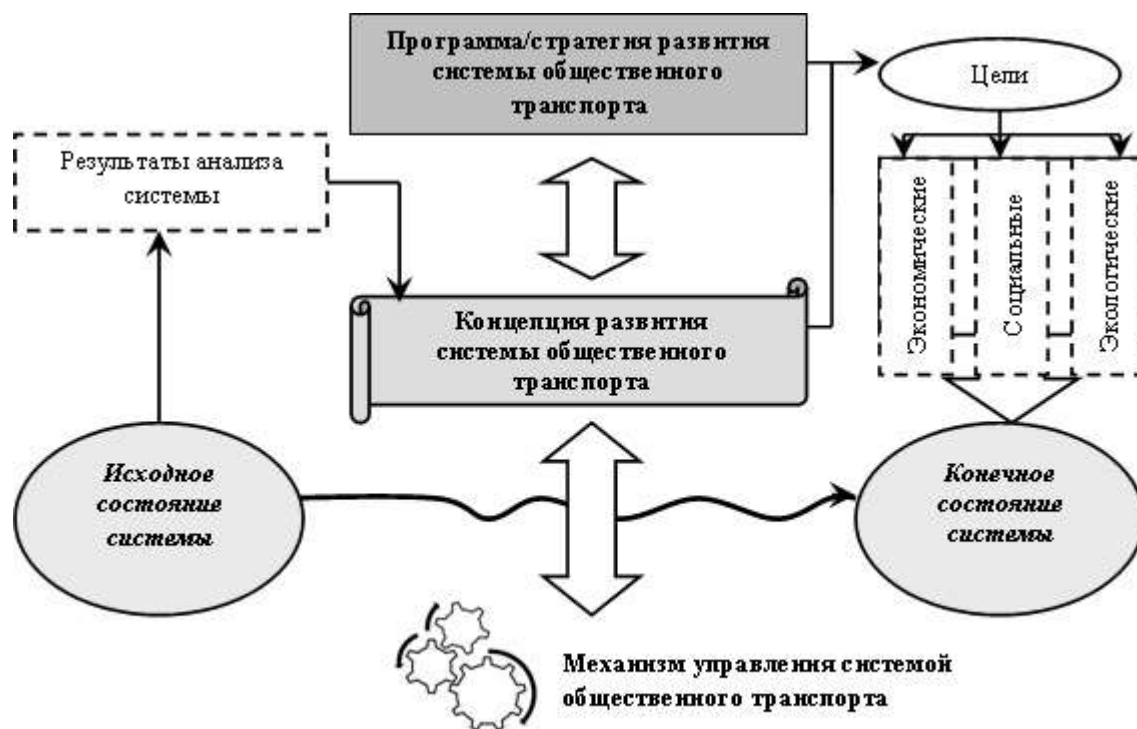 Программа/стратегия развития
системы общественного
транспорта
Цели
Результаты анализа
системы
Экономические
Социальные
Экологические
Концепция развития
системы общественного
транспорта
Исходное
состояние
системы
Конечное
состояние
системы
Механизм управления системой
общественного транспорта